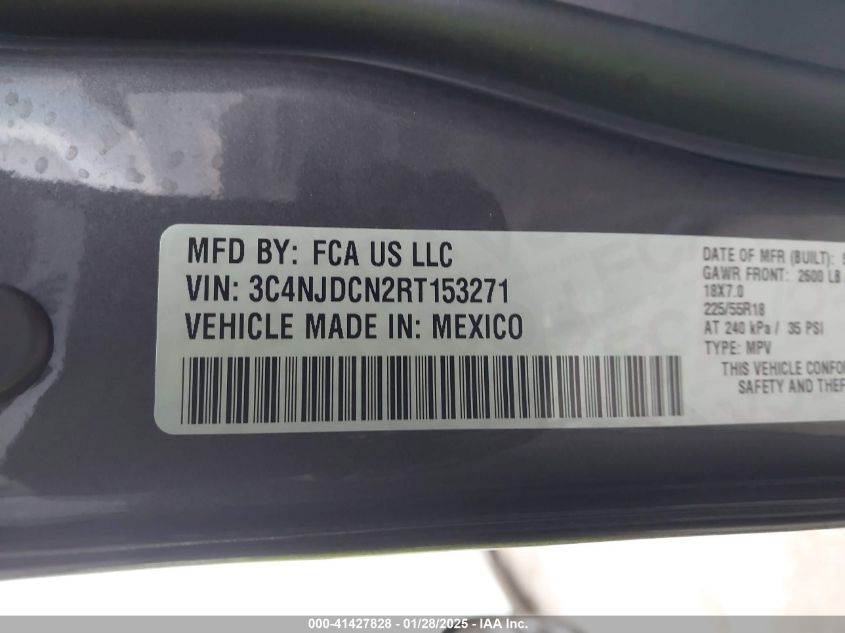 MFD BY: FCA US LLC
VIN: 3C4NJDCN2RT153271
VEHICLE MADE IN: MEXICO
DATE OF MFR (BUILT):
GAWR FRONT: 2600 LB
18X7.0
225/55R18
AT 240 kPa / 35 PSI
TYPE: MPV
THIS VEHICLE
SAFETY AND
000-41427828 - 01/28/2025 - IAA Inc.